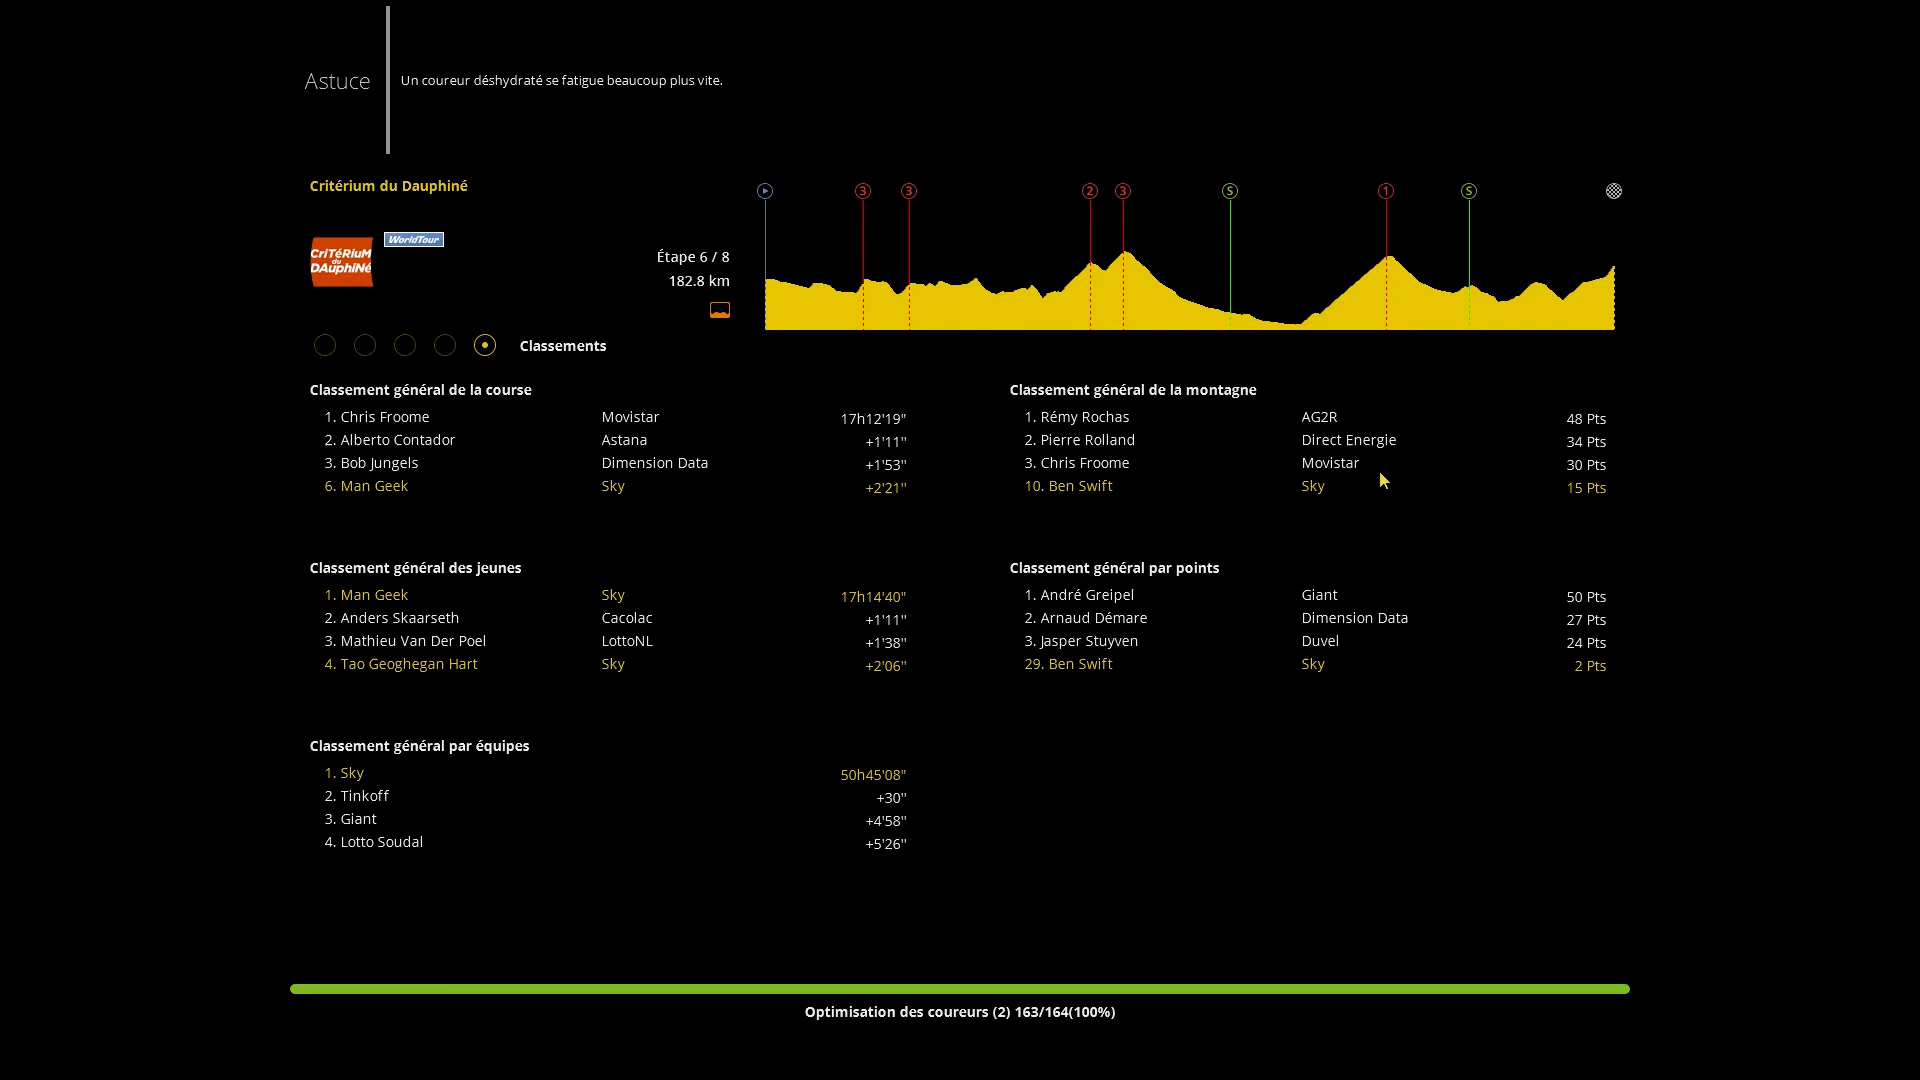 Astuce
Un coureur déshydraté se fatigue beaucoup plus vite.
Critérium du Dauphiné
3 3 2 3 S 1 S
WorldTour
CriTéRiuM
du
DAuphiNé
Étape 6 / 8
182.8 km
Classements
Classement général de la course
1. Chris Froome Movistar 17h12'19''
2. Alberto Contador Astana +1'11''
3. Bob Jungels Dimension Data +1'53''
6. Man Geek Sky +2'21''
Classement général de la montagne
1. Rémy Rochas AG2R 48 Pts
2. Pierre Rolland Direct Energie 34 Pts
3. Chris Froome Movistar 30 Pts
10. Ben Swift Sky 15 Pts
Classement général des jeunes
1. Man Geek Sky 17h14'40''
2. Anders Skaarseth Cacolac +1'11''
3. Mathieu Van Der Poel LottoNL +1'38''
4. Tao Geoghegan Hart Sky +2'06''
Classement général par points
1. André Greipel Giant 50 Pts
2. Arnaud Démare Dimension Data 27 Pts
3. Jasper Stuyven Duvel 24 Pts
29. Ben Swift Sky 2 Pts
Classement général par équipes
1. Sky 50h45'08''
2. Tinkoff +30''
3. Giant +4'58''
4. Lotto Soudal +5'26''
Optimisation des coureurs (2) 163/164(100%)